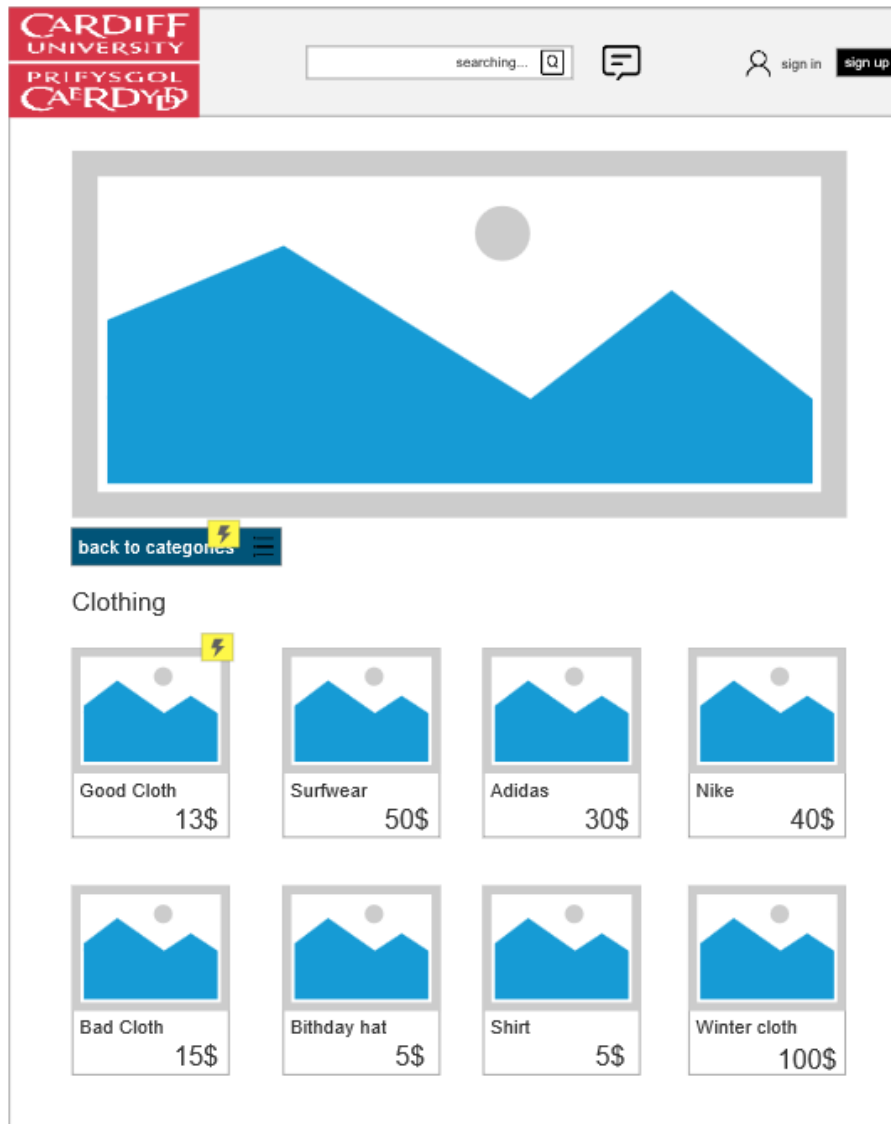 CARDIFF
UNIVERSITY
PRIFYSGOL
CAERDYDD
searching...
sign in
sign up
back to categories
Clothing
Good Cloth
13$
Surfwear
50$
Adidas
30$
Nike
40$
Bad Cloth
15$
Bithday hat
5$
Shirt
5$
Winter cloth
100$